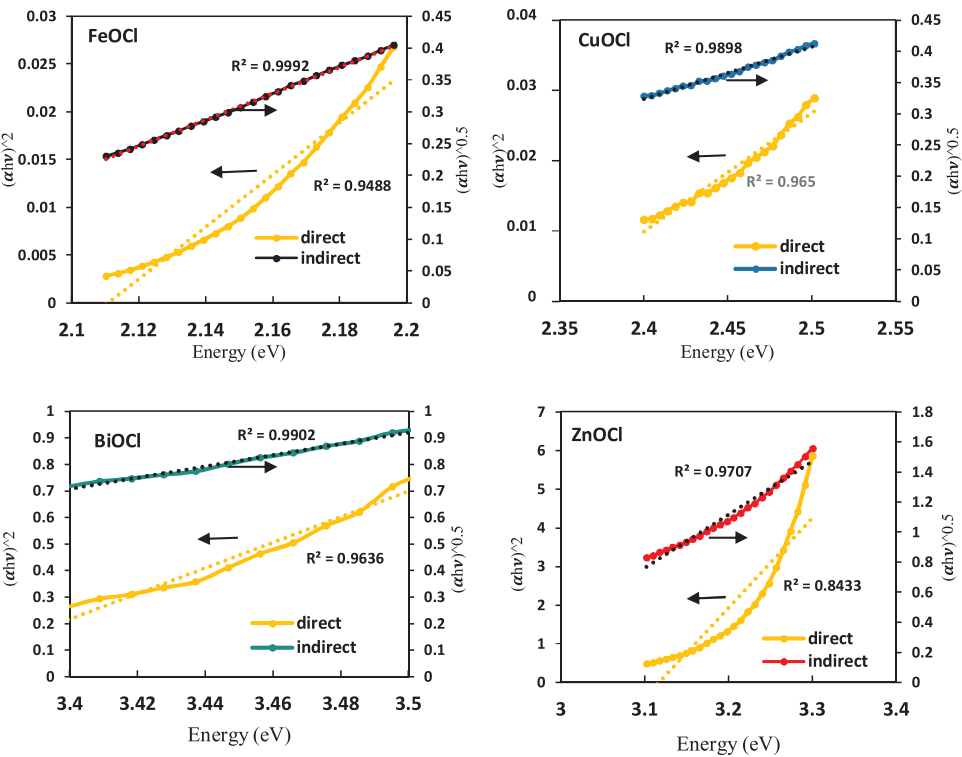 FeOCl
R² = 0.9992
R² = 0.9488
direct
indirect
0.03
0.025
0.02
0.015
0.01
0.005
0
0.45
0.4
0.35
0.3
0.25
0.2
0.15
0.1
0.05
0
2.1 2.12 2.14 2.16 2.18 2.2
Energy (eV)
(αhν)^2
(αhν)^0.5
CuOCl
R² = 0.9898
R² = 0.965
direct
indirect
0.04
0.03
0.02
0.01
0
0.45
0.4
0.35
0.3
0.25
0.2
0.15
0.1
0.05
0
2.35 2.4 2.45 2.5 2.55
Energy (eV)
(αhν)^2
(αhν)^0.5
BiOCl
R² = 0.9902
R² = 0.9636
direct
indirect
1
0.9
0.8
0.7
0.6
0.5
0.4
0.3
0.2
0.1
0
1
0.9
0.8
0.7
0.6
0.5
0.4
0.3
0.2
0.1
0
3.4 3.42 3.44 3.46 3.48 3.5
Energy (eV)
(αhν)^2
(αhν)^0.5
ZnOCl
R² = 0.9707
R² = 0.8433
direct
indirect
7
6
5
4
3
2
1
0
1.8
1.6
1.4
1.2
1
0.8
0.6
0.4
0.2
0
3 3.1 3.2 3.3 3.4
Energy (eV)
(αhν)^2
(αhν)^0.5